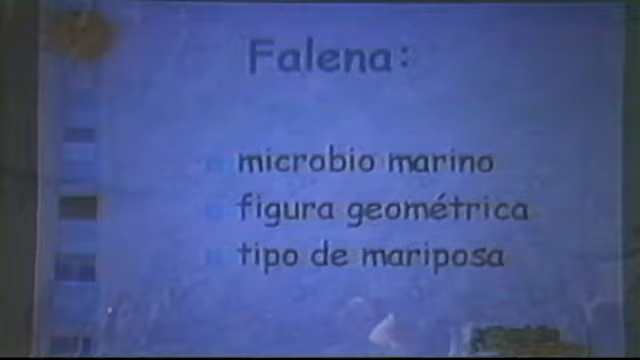 Falena:
microbio marino
figura geométrica
tipo de mariposa